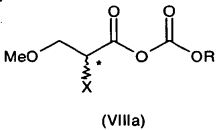 O O
MeO * O OR
X
(VIIIa)